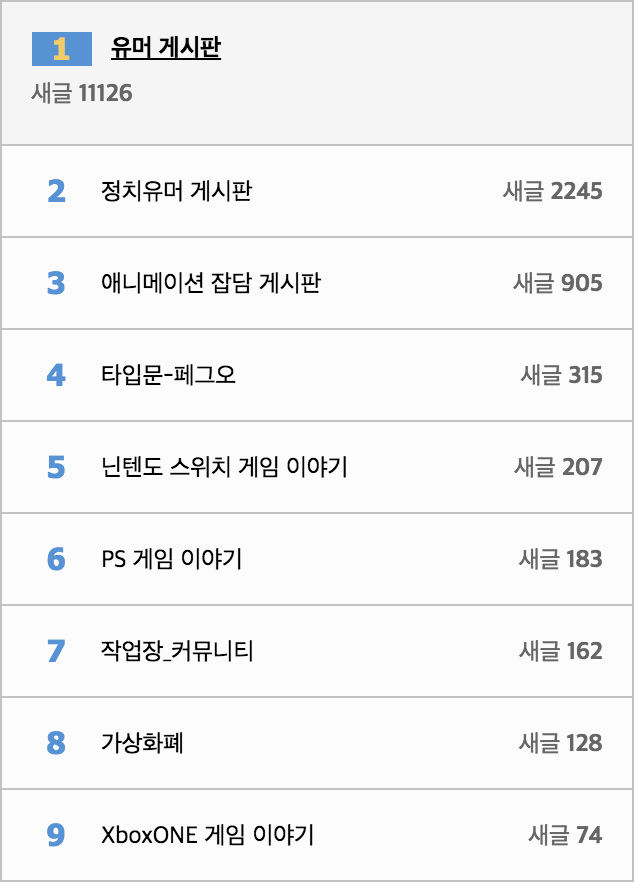 1 유머 게시판
새글 11126
2 정치유머 게시판 새글 2245
3 애니메이션 잡담 게시판 새글 905
4 타입문-페그오 새글 315
5 닌텐도 스위치 게임 이야기 새글 207
6 PS 게임 이야기 새글 183
7 작업장_커뮤니티 새글 162
8 가상화폐 새글 128
9 XboxONE 게임 이야기 새글 74